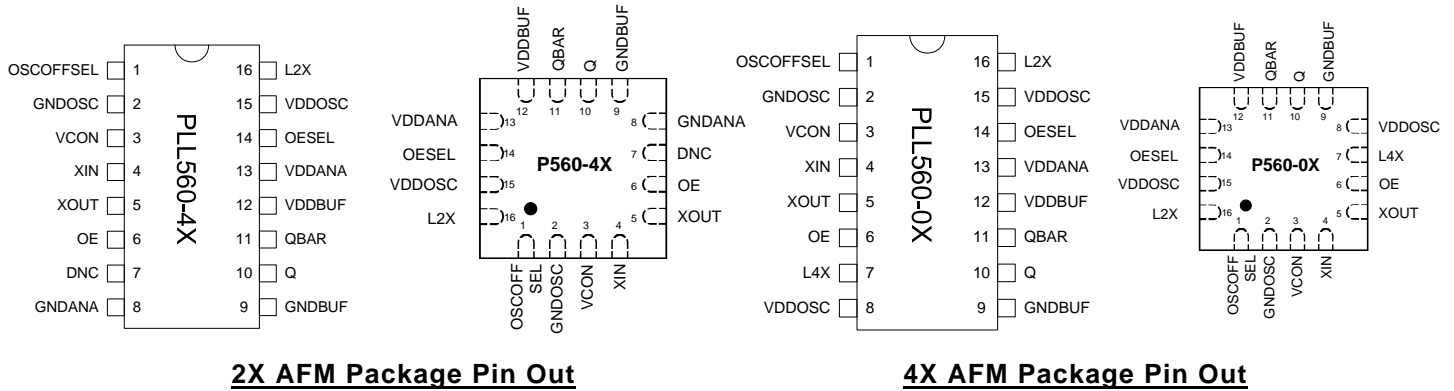 OSCOFFSEL 1 16 L2X
GNDOSC 2 15 VDDOSC
VCON 3 14 OESEL
XIN 4 13 VDDANA
XOUT 5 12 VDDBUF
OE 6 11 QBAR
DNC 7 10 Q
GNDANA 8 9 GNDBUF
PLL560-4X
VDDBUF QBAR Q GNDBUF
12 11 10 9
VDDANA 13 8 GNDANA
OESEL 14 7 DNC
P560-4X
VDDOSC 15 6 OE
L2X 16 5 XOUT
1 2 3 4
OSCOFF SEL GNDOSC VCON XIN
2X AFM Package Pin Out
OSCOFFSEL 1 16 L2X
GNDOSC 2 15 VDDOSC
VCON 3 14 OESEL
XIN 4 13 VDDANA
XOUT 5 12 VDDBUF
OE 6 11 QBAR
L4X 7 10 Q
VDDOSC 8 9 GNDBUF
PLL560-0X
VDDBUF QBAR Q GNDBUF
12 11 10 9
VDDANA 13 8 VDDOSC
OESEL 14 7 L4X
P560-0X
VDDOSC 15 6 OE
L2X 16 5 XOUT
1 2 3 4
OSCOFF SEL GNDOSC VCON XIN
4X AFM Package Pin Out